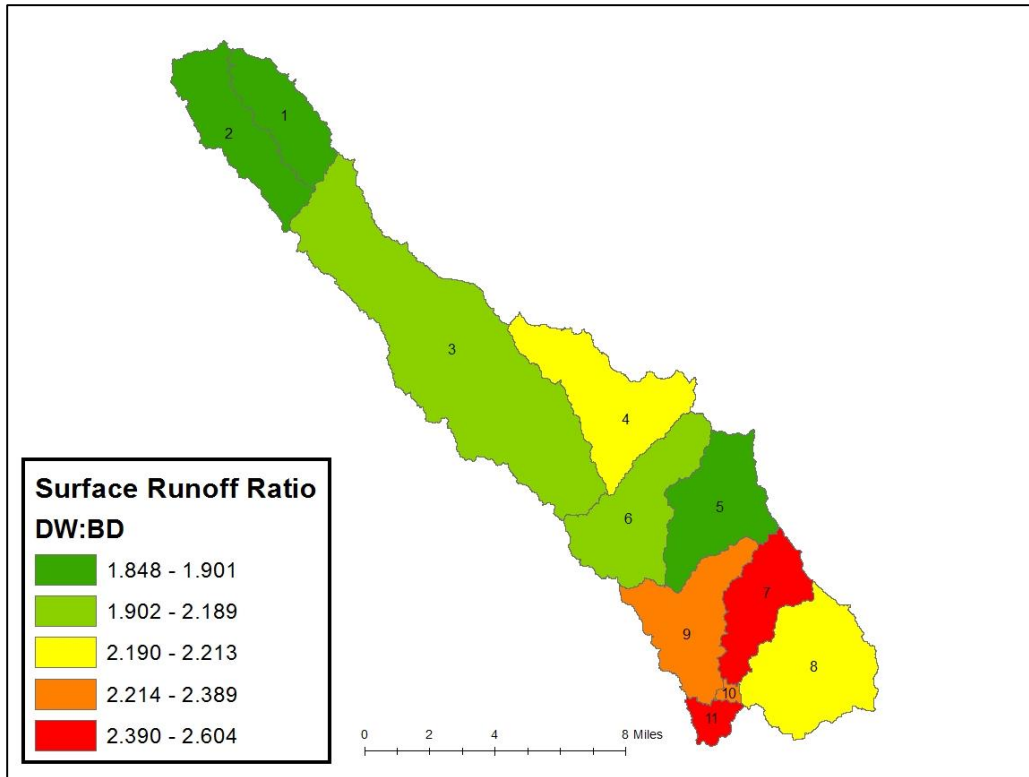 1
2
3
4
5
6
7
8
9
10
11
Surface Runoff Ratio
DW:BD
1.848 - 1.901
1.902 - 2.189
2.190 - 2.213
2.214 - 2.389
2.390 - 2.604
0 2 4 8 Miles